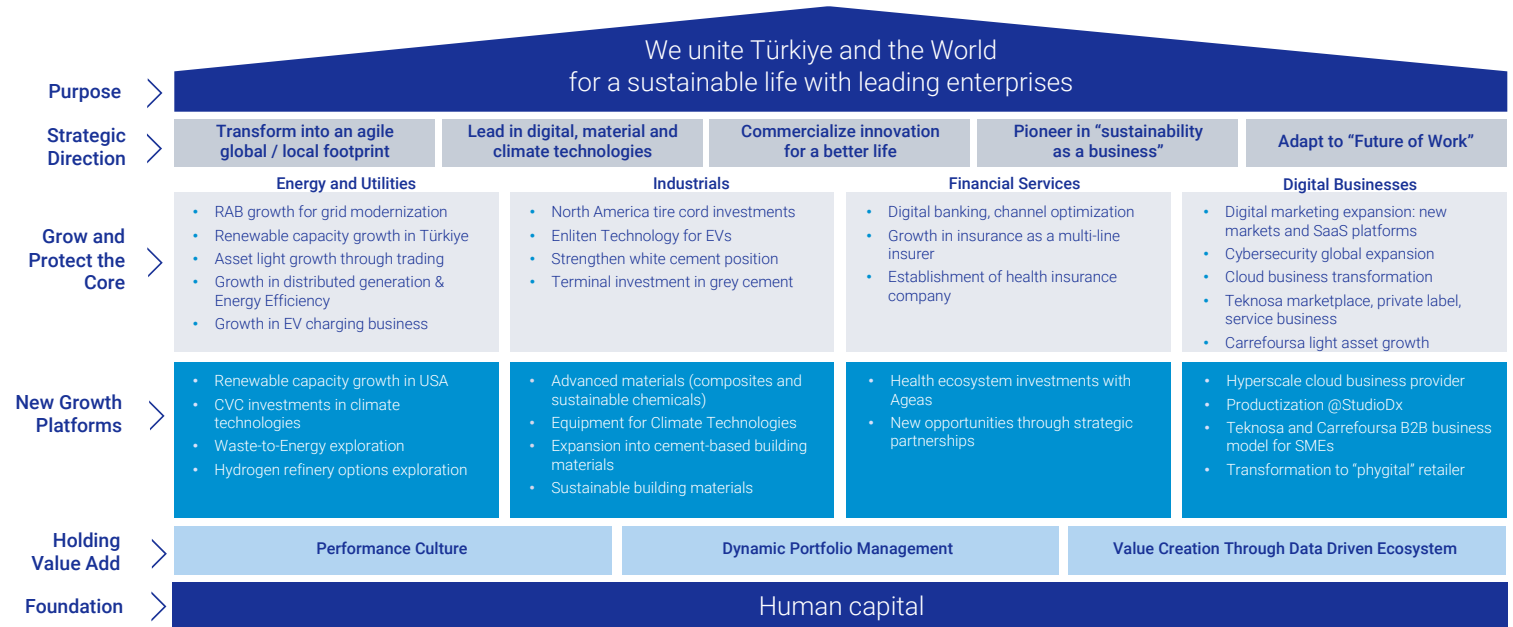 We unite Türkiye and the World
for a sustainable life with leading enterprises
Purpose
Strategic
Direction
Transform into an agile
global / local footprint
Lead in digital, material and
climate technologies
Commercialize innovation
for a better life
Pioneer in “sustainability
as a business”
Adapt to “Future of Work”
Grow and
Protect the
Core
Energy and Utilities
• RAB growth for grid modernization
• Renewable capacity growth in Türkiye
• Asset light growth through trading
• Growth in distributed generation &
Energy Efficiency
• Growth in EV charging business
Industrials
• North America tire cord investments
• Enliten Technology for EVs
• Strengthen white cement position
• Terminal investment in grey cement
Financial Services
• Digital banking, channel optimization
• Growth in insurance as a multi-line
insurer
• Establishment of health insurance
company
Digital Businesses
• Digital marketing expansion: new
markets and SaaS platforms
• Cybersecurity global expansion
• Cloud business transformation
• Teknosa marketplace, private label,
service business
• Carrefoursa light asset growth
New Growth
Platforms
• Renewable capacity growth in USA
• CVC investments in climate
technologies
• Waste-to-Energy exploration
• Hydrogen refinery options exploration
• Advanced materials (composites and
sustainable chemicals)
• Equipment for Climate Technologies
• Expansion into cement-based building
materials
• Sustainable building materials
• Health ecosystem investments with
Ageas
• New opportunities through strategic
partnerships
• Hyperscale cloud business provider
• Productization @StudioDx
• Teknosa and Carrefoursa B2B business
model for SMEs
• Transformation to “phygital” retailer
Holding
Value Add
Performance Culture
Dynamic Portfolio Management
Value Creation Through Data Driven Ecosystem
Foundation
Human capital